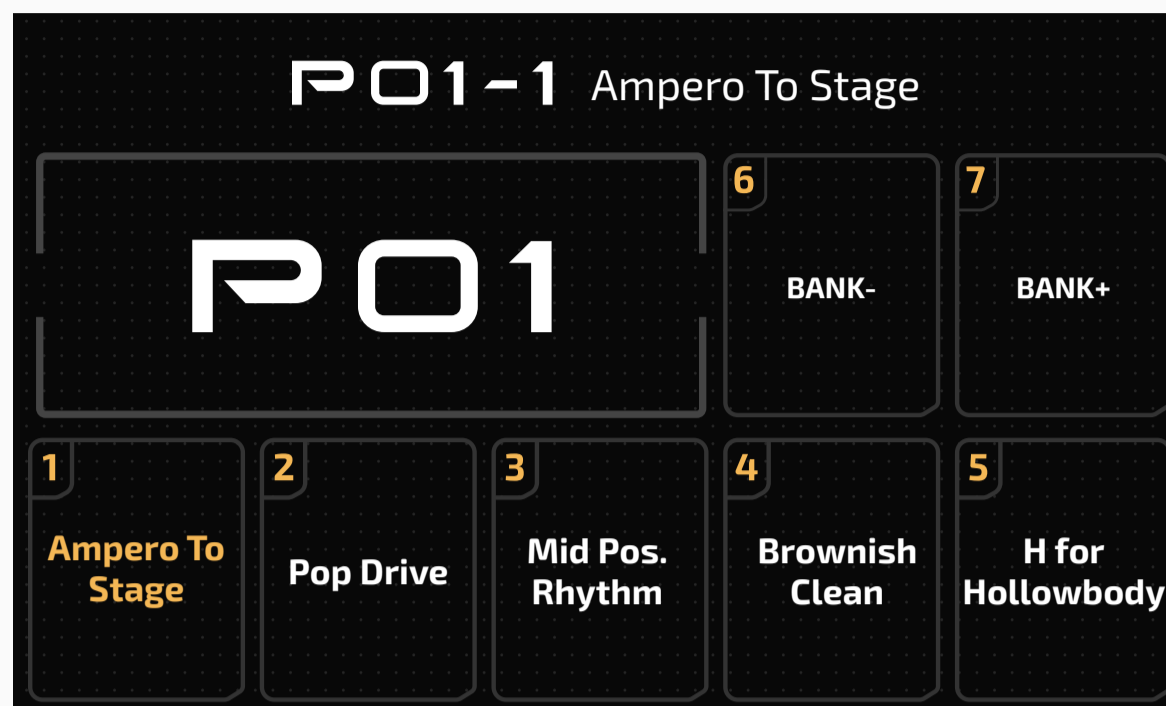 P01-1 Ampero To Stage
P01
6
BANK-
7
BANK+
1
Ampero To
Stage
2
Pop Drive
3
Mid Pos.
Rhythm
4
Brownish
Clean
5
H for
Hollowbody